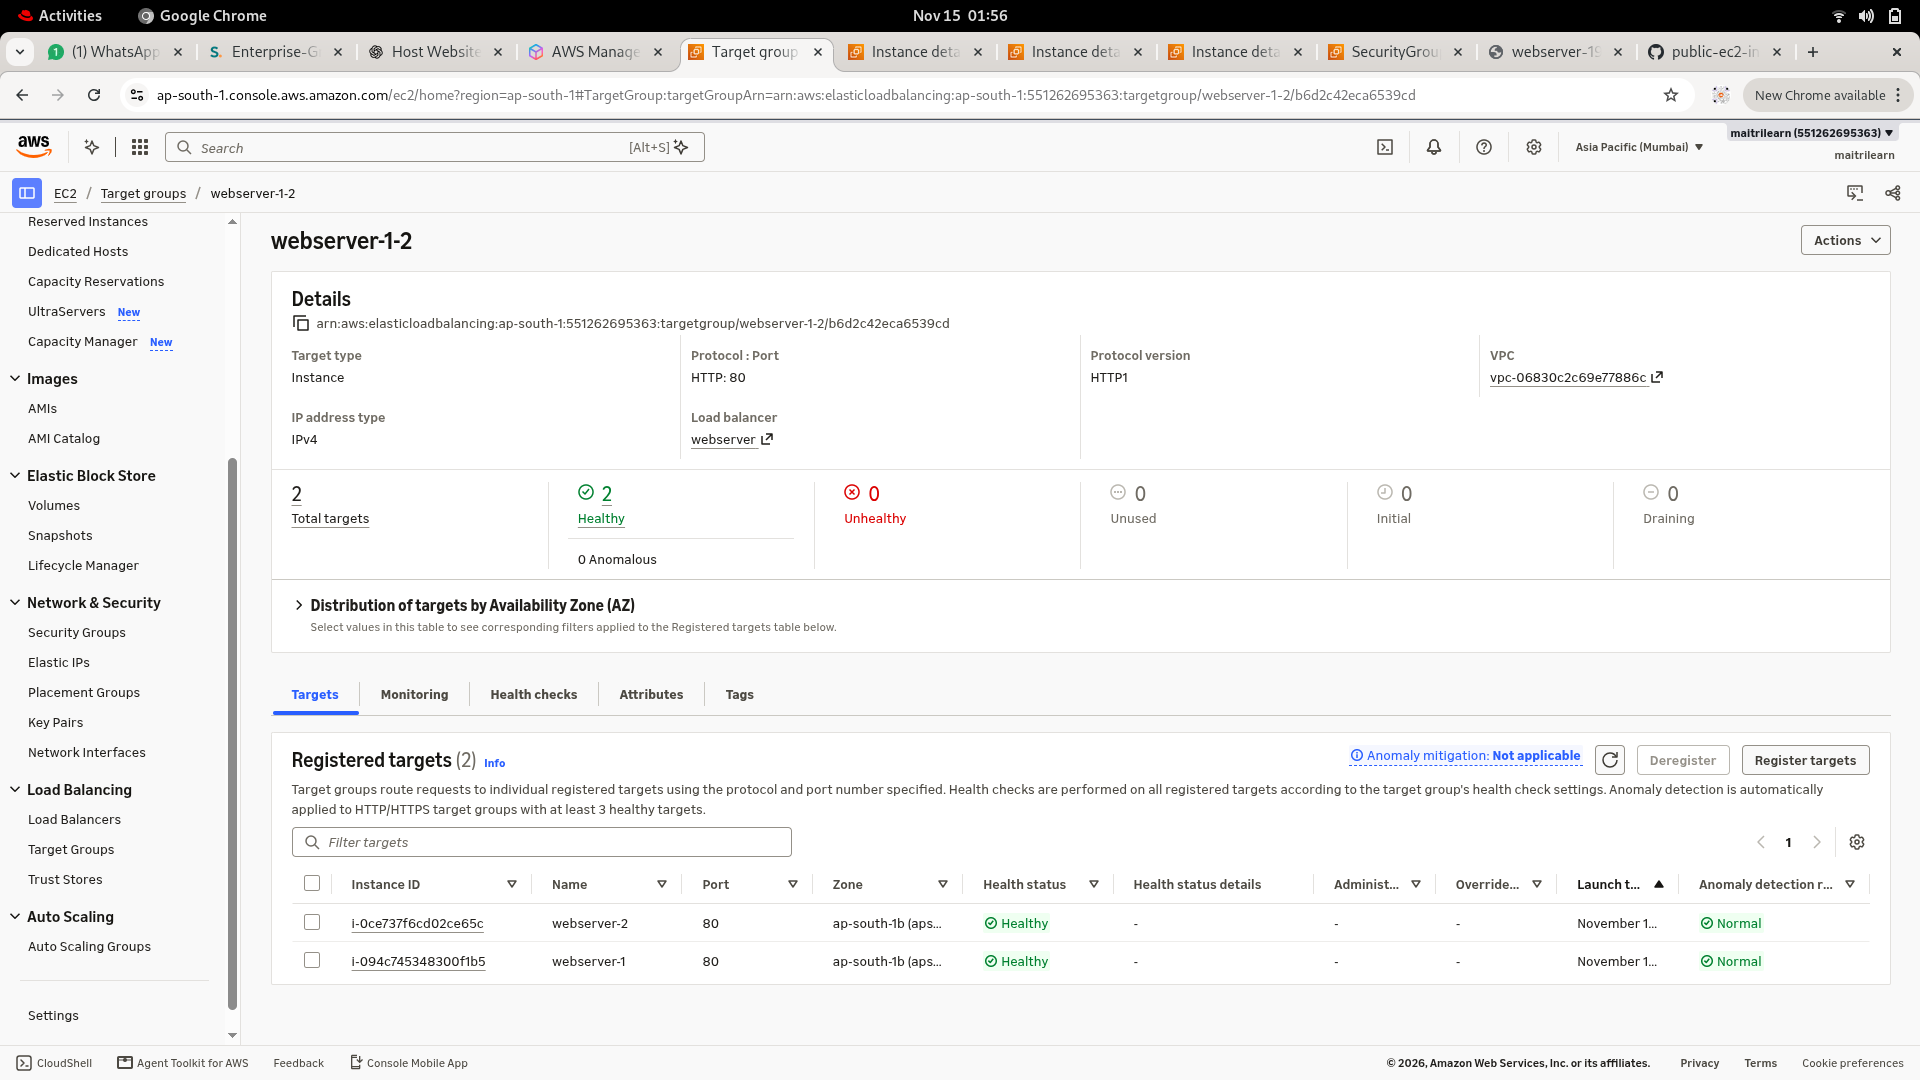 Activities
Google Chrome
Nov 15 01:56
(1) WhatsApp
Enterprise-G
Host Website
AWS Manage
Target group
Instance deta
Instance deta
Instance deta
SecurityGrou
webserver-19
public-ec2-in
ap-south-1.console.aws.amazon.com/ec2/home?region=ap-south-1#TargetGroup:targetGroupArn=arn:aws:elasticloadbalancing:ap-south-1:551262695363:targetgroup/webserver-1-2/b6d2c42eca6539cd
New Chrome available
aws
Search
[Alt+S]
Asia Pacific (Mumbai)
maitrilearn (551262695363)
maitrilearn
EC2 / Target groups / webserver-1-2
Reserved Instances
Dedicated Hosts
Capacity Reservations
UltraServers New
Capacity Manager New
Images
AMIs
AMI Catalog
Elastic Block Store
Volumes
Snapshots
Lifecycle Manager
Network & Security
Security Groups
Elastic IPs
Placement Groups
Key Pairs
Network Interfaces
Load Balancing
Load Balancers
Target Groups
Trust Stores
Auto Scaling
Auto Scaling Groups
Settings
webserver-1-2
Actions
Details
arn:aws:elasticloadbalancing:ap-south-1:551262695363:targetgroup/webserver-1-2/b6d2c42eca6539cd
Target type
Instance
Protocol : Port
HTTP: 80
Protocol version
HTTP1
VPC
vpc-06830c2c69e77886c
IP address type
IPv4
Load balancer
webserver
2
Total targets
2
Healthy
0 Anomalous
0
Unhealthy
0
Unused
0
Initial
0
Draining
Distribution of targets by Availability Zone (AZ)
Select values in this table to see corresponding filters applied to the Registered targets table below.
Targets
Monitoring
Health checks
Attributes
Tags
Registered targets (2) Info
Anomaly mitigation: Not applicable
Deregister
Register targets
Target groups route requests to individual registered targets using the protocol and port number specified. Health checks are performed on all registered targets according to the target group's health check settings. Anomaly detection is automatically
applied to HTTP/HTTPS target groups with at least 3 healthy targets.
Filter targets
1
Instance ID Name Port Zone Health status Health status details Administ... Override... Launch t... Anomaly detection r...
i-0ce737f6cd02ce65c webserver-2 80 ap-south-1b (aps... Healthy - - - November 1... Normal
i-094c745348300f1b5 webserver-1 80 ap-south-1b (aps... Healthy - - - November 1... Normal
CloudShell
Agent Toolkit for AWS
Feedback
Console Mobile App
© 2026, Amazon Web Services, Inc. or its affiliates.
Privacy
Terms
Cookie preferences